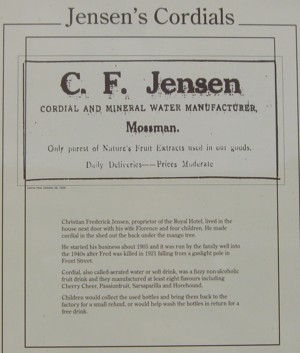 Jensen's Cordials
C. F. Jensen
CORDIAL AND MINERAL WATER MANUFACTURER,
Mossman.
Only purest of Nature's Fruit Extracts used in our goods.
Daily Deliveries—Prices Moderate
Christian Frederick Jensen, proprietor of the Royal Hotel, lived in the
house next door with his wife Florence and four children. He made
cordial in the shed out the back under the mango tree.
He started his business about 1905 and it was run by the family well into
the 1940s after Fred was killed in 1921 falling from a gaslight pole in
Front Street.
Cordial, also called aerated water or soft drink, was a fizzy non-alcoholic
fruit drink and they manufactured at least eight flavours including
Cherry Cheer, Passionfruit, Sarsaparilla and Horehound.
Children would collect the used bottles and bring them back to the
factory for a small refund, or would help wash the bottles in return for a
free drink.